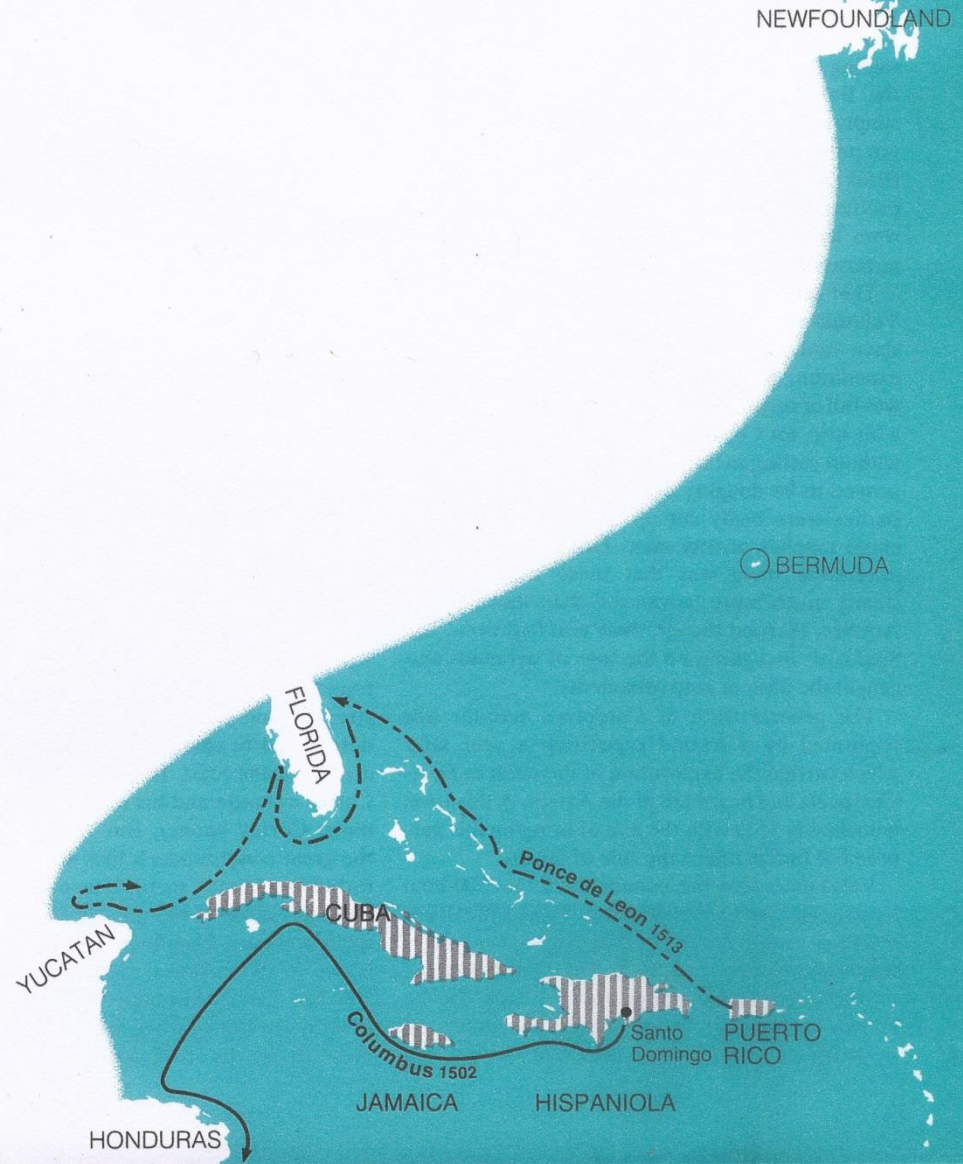 NEWFOUNDLAND
BERMUDA
FLORIDA
Ponce de Leon 1513
CUBA
YUCATAN
Santo
Domingo
PUERTO
RICO
Columbus 1502
JAMAICA
HISPANIOLA
HONDURAS